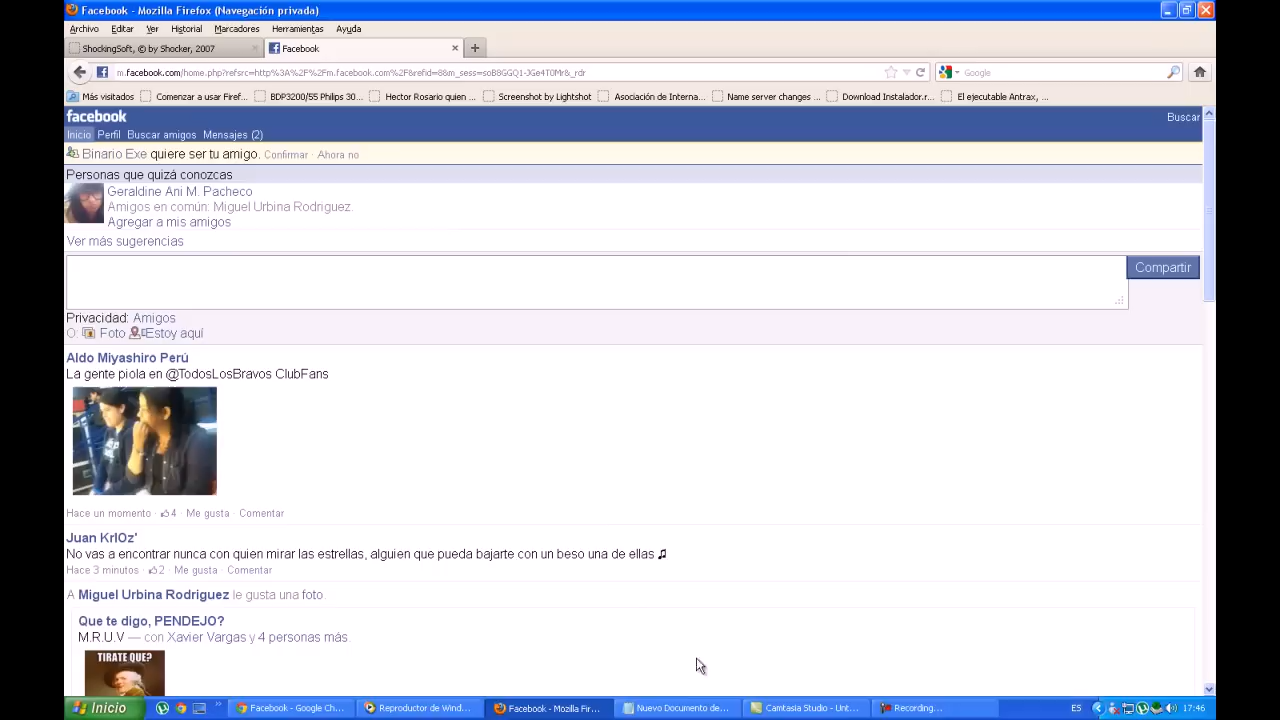 Facebook - Mozilla Firefox (Navegación privada)
Archivo Editar Ver Historial Marcadores Herramientas Ayuda
ShockingSoft, © by Shocker, 2007 Facebook
m.facebook.com/home.php?refsrc=http%3A%2F%2Fm.facebook.com%2F&refid=8&m_sess=soB8GGQ1-JGe4T0Mr&_rdr Google
Más visitados Comenzar a usar Firef... BDP3200/55 Philips 30... Hector Rosario quien ... Screenshot by Lightshot Asociación de Interna... Name server changes ... Download Instalador.r... El ejecutable Antrax, ...
facebook Buscar
Inicio Perfil Buscar amigos Mensajes (2)
Binario Exe quiere ser tu amigo. Confirmar · Ahora no
Personas que quizá conozcas
Geraldine Ani M. Pacheco
Amigos en común: Miguel Urbina Rodriguez.
Agregar a mis amigos
Ver más sugerencias
Compartir
Privacidad: Amigos
O: Foto Estoy aquí
Aldo Miyashiro Perú
La gente piola en @TodosLosBravos ClubFans
Hace un momento · 4 · Me gusta · Comentar
Juan KrlOz'
No vas a encontrar nunca con quien mirar las estrellas, alguien que pueda bajarte con un beso una de ellas ♫
Hace 3 minutos · 2 · Me gusta · Comentar
A Miguel Urbina Rodriguez le gusta una foto
Que te digo, PENDEJO?
M.R.U.V — con Xavier Vargas y 4 personas más
TIRATE QUE?
Inicio Facebook - Google Ch... Reproductor de Wind... Facebook - Mozilla Fir... Nuevo Documento de... Camtasia Studio - Unt... Recording... ES 17:46